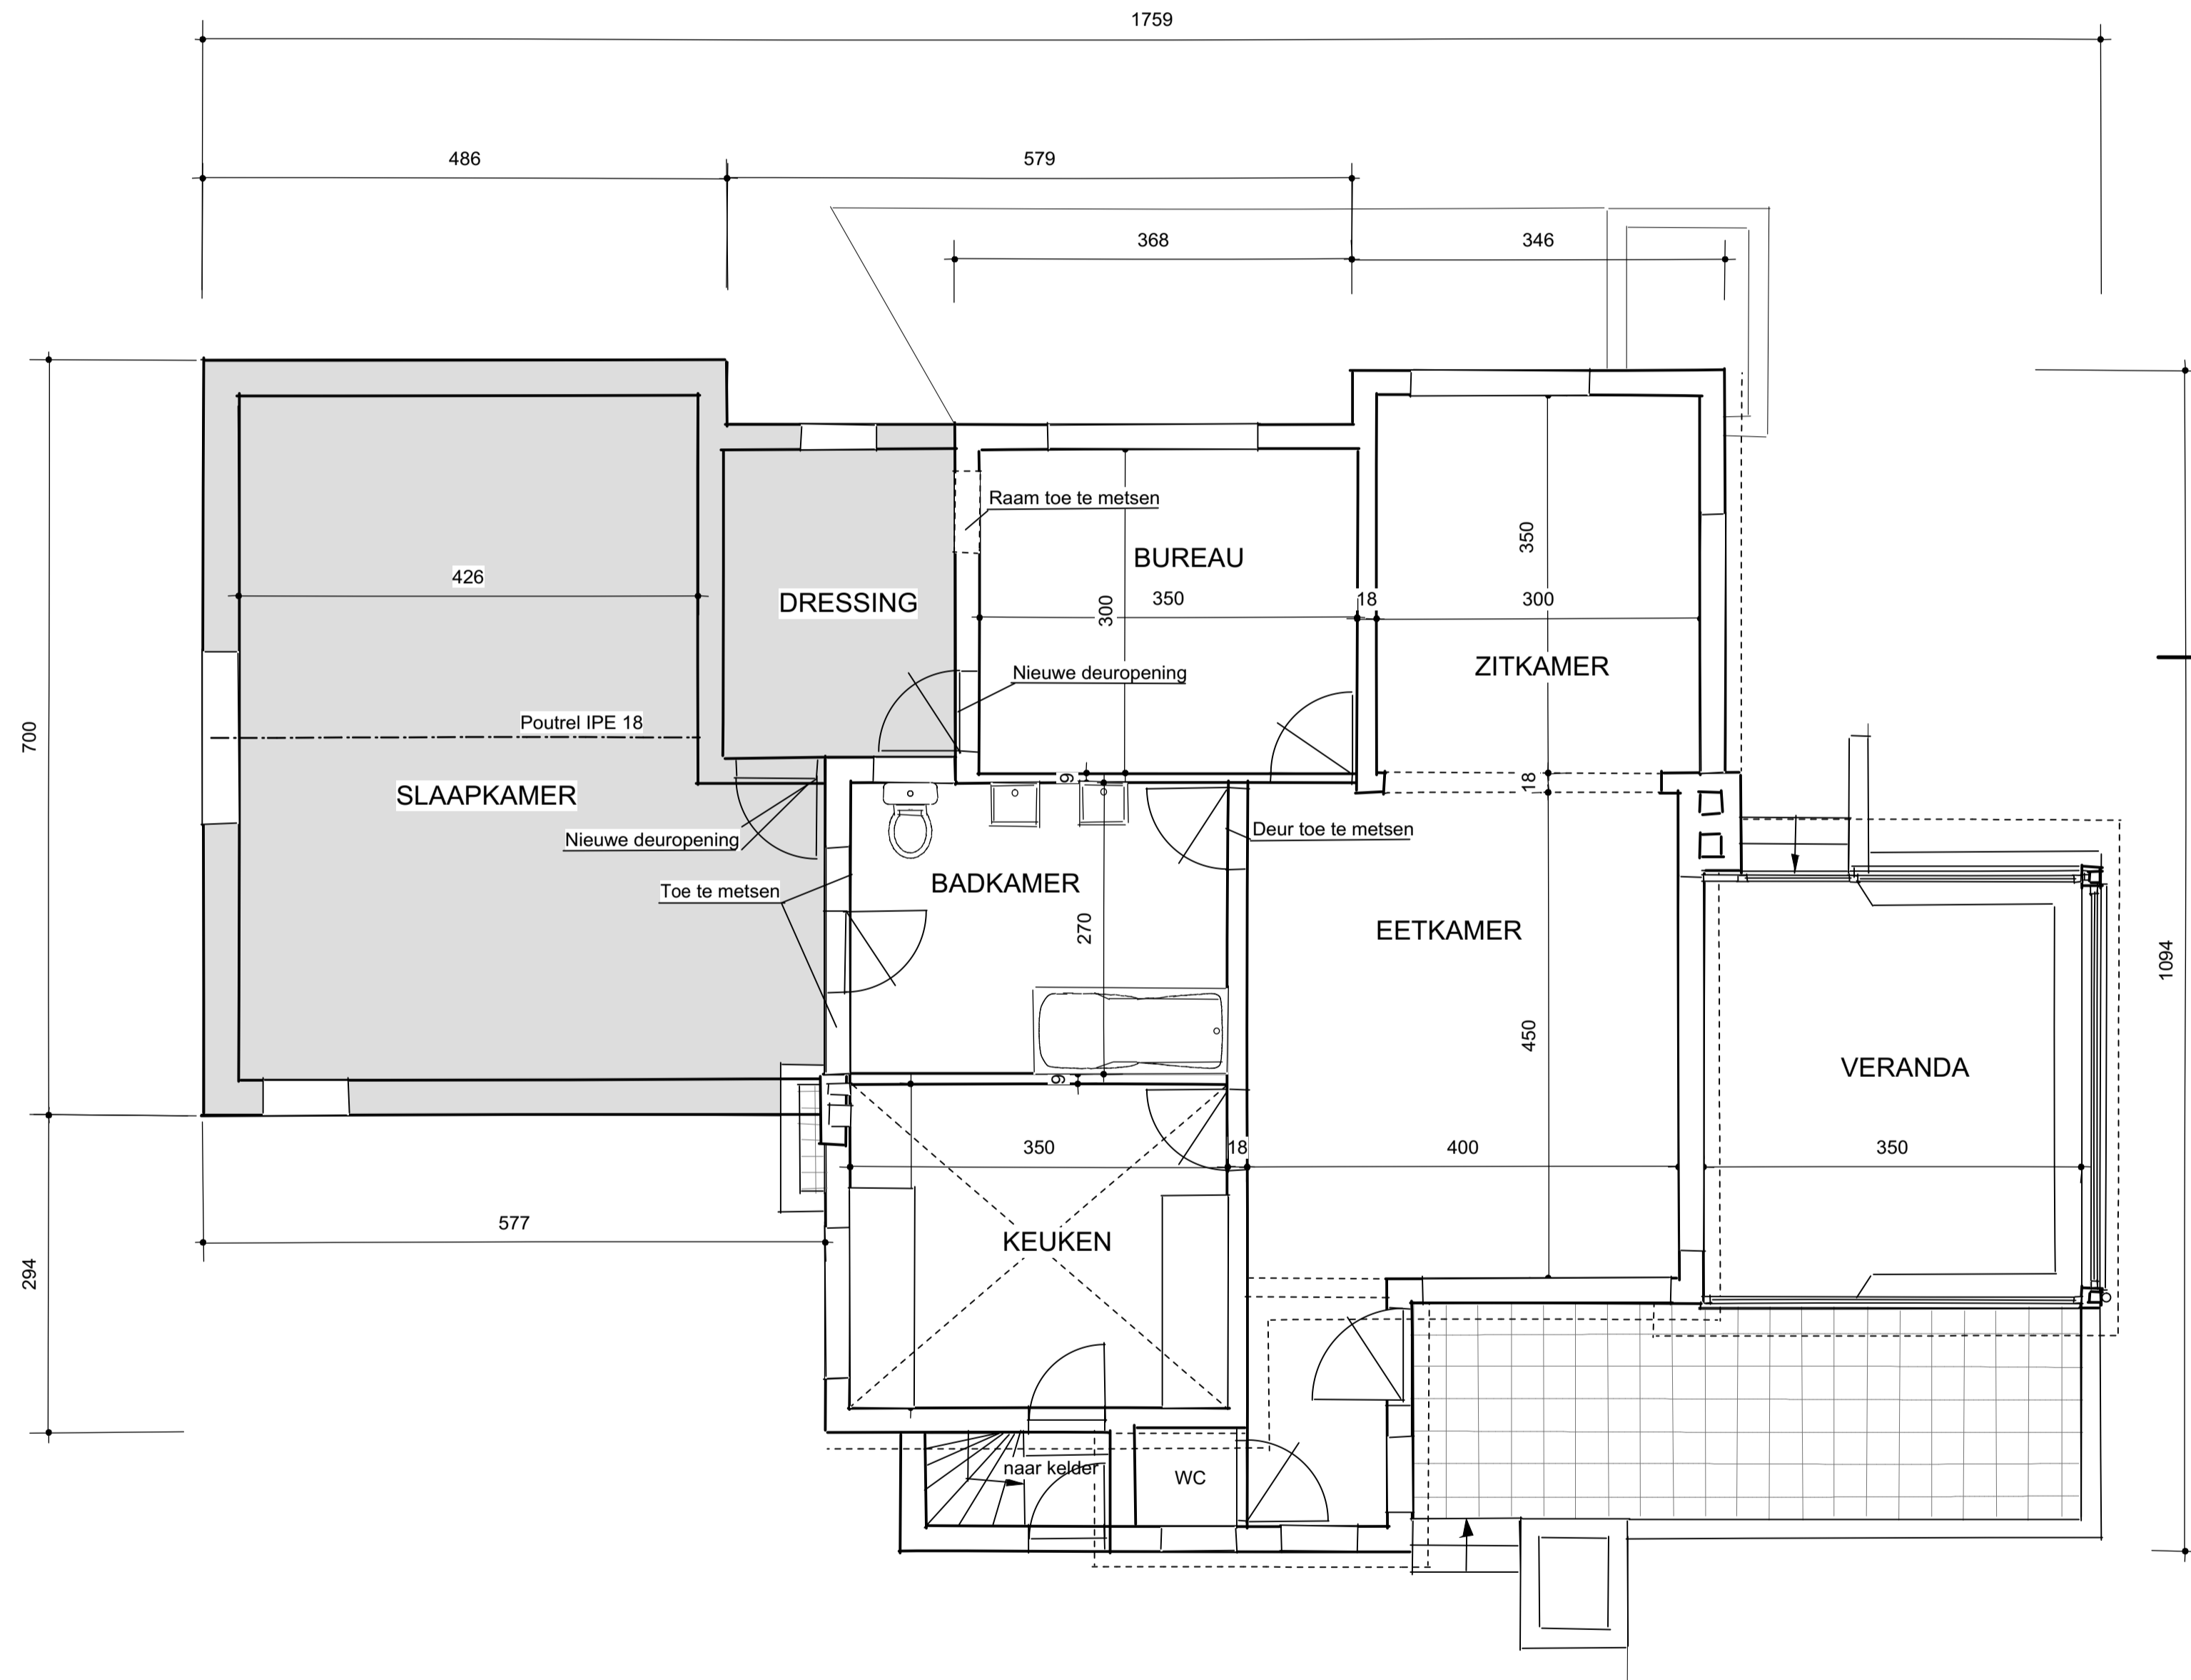 1759
486
579
368
346
Raam toe te metsen
BUREAU
350
426
DRESSING
300
350
18
300
ZITKAMER
Nieuwe deuropening
Poutrel IPE 18
700
SLAAPKAMER
9
18
Nieuwe deuropening
Deur toe te metsen
Toe te metsen
BADKAMER
270
EETKAMER
1094
450
VERANDA
9
350
18
400
350
577
KEUKEN
294
naar kelder
WC